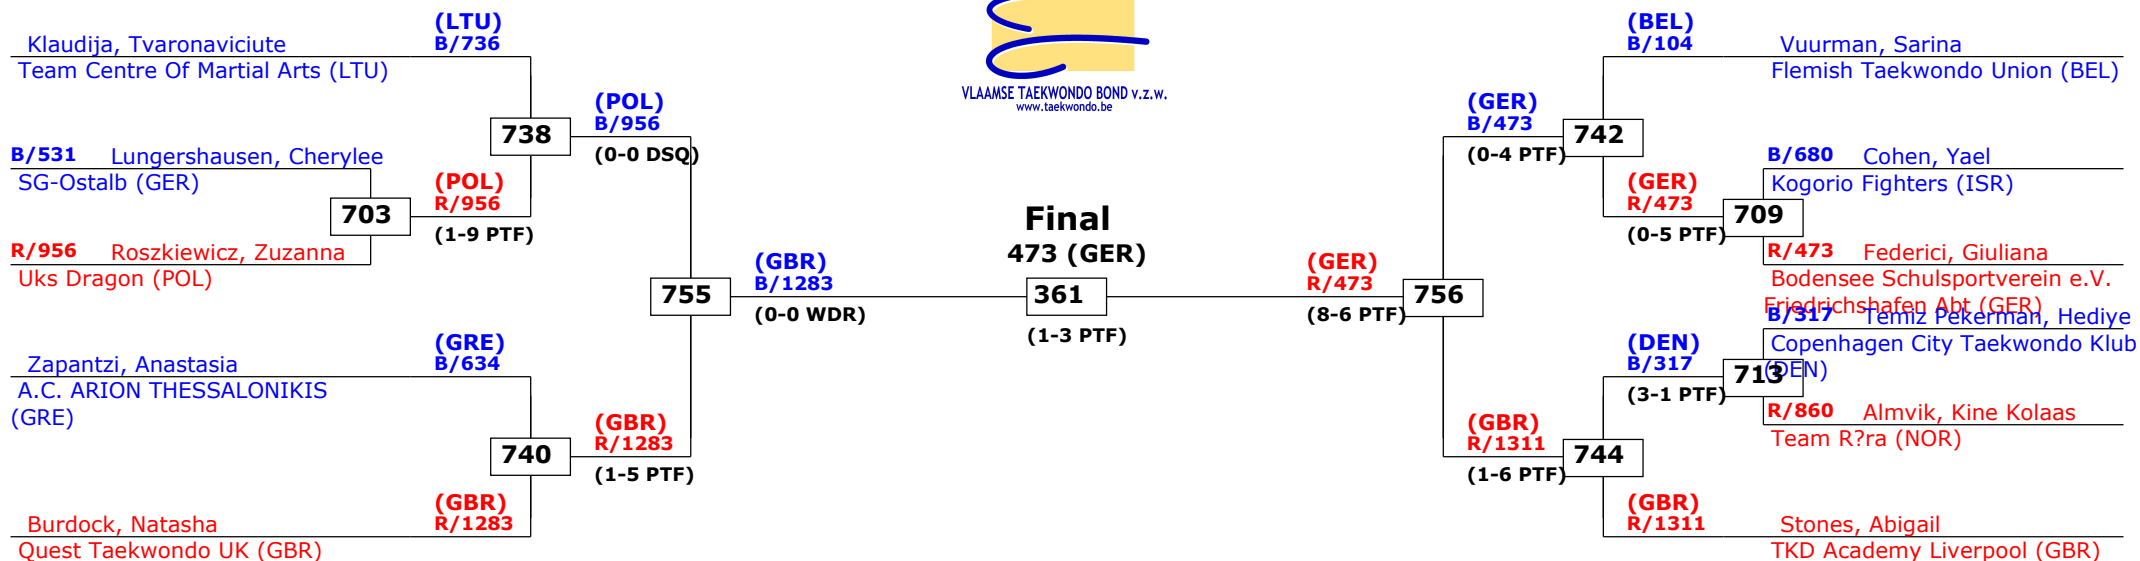 (LTU)
B/736
Klaudija, Tvaronaviciute
Team Centre Of Martial Arts (LTU)
738
(POL)
B/956
(0-0 DSQ)
B/531 Lungershausen, Cherylee
SG-Ostalb (GER)
703
(POL)
R/956
(1-9 PTF)
R/956 Roszkiewicz, Zuzanna
Uks Dragon (POL)
755
(GBR)
B/1283
(0-0 WDR)
(GRE)
B/634
Zapantzi, Anastasia
A.C. ARION THESSALONIKIS
(GRE)
740
(GBR)
R/1283
(1-5 PTF)
(GBR)
R/1283
Burdock, Natasha
Quest Taekwondo UK (GBR)
VLAAMSE TAEKWONDO BOND v.z.w.
www.taekwondo.be
Final
473 (GER)
361
(1-3 PTF)
(GER)
R/473
(8-6 PTF)
756
(GER)
B/473
(0-4 PTF)
742
(BEL)
B/104
Vuurman, Sarina
Flemish Taekwondo Union (BEL)
(GER)
R/473
(0-5 PTF)
709
B/680 Cohen, Yael
Kogorio Fighters (ISR)
R/473 Federici, Giuliana
Bodensee Schulsportverein e.V.
Friedrichshafen Abt (GER)
B/317 Temiz Pekerman, Hediye
Copenhagen City Taekwondo Klub
(DEN)
(DEN)
B/317
(3-1 PTF)
713
R/860 Almvik, Kine Kolaas
Team R?ra (NOR)
(GBR)
R/1311
(1-6 PTF)
744
(GBR)
R/1311
Stones, Abigail
TKD Academy Liverpool (GBR)